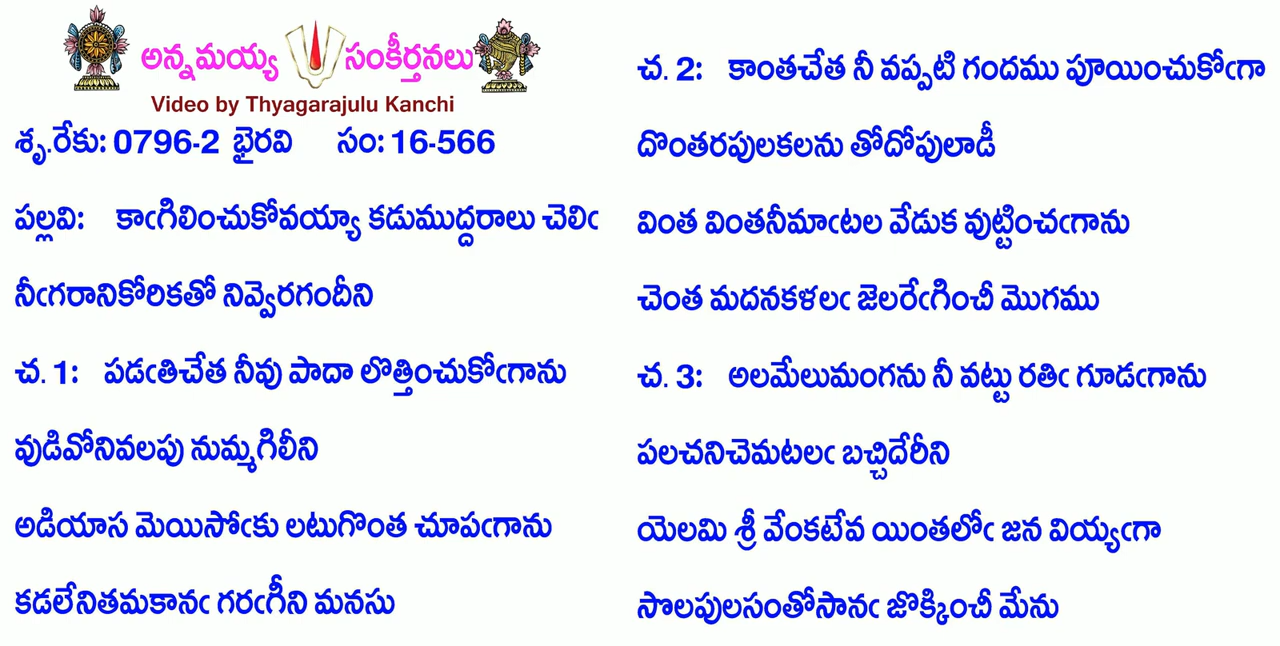 అన్నమయ్య సంకీర్తనలు
Video by Thyagarajulu Kanchi
శృ.రేకు: 0796-2 భైరవి సం: 16-566
పల్లవి: కాఁగిలించుకోవయ్యా కడుముద్దరాలు చెలిఁ
నీఁగరానికోరికతో నివ్వెరగందీని
చ. 1: పడఁతిచేత నీవు పాదా లొత్తించుకోఁగాను
వుడివోనివలపు నుమ్మగిలీని
అడియాస మెయిసోఁకు లటుగొంత చూపఁగాను
కడలేనితమకానఁ గరఁగీని మనసు
చ. 2: కాంతచేత నీ వప్పటి గందము పూయించుకోఁగా
దొంతరపులకలను తోదోపులాడీ
వింత వింతనీమాఁటల వేడుక వుట్టించఁగాను
చెంత మదనకళలఁ జెలరేఁగించీ మొగము
చ. 3: అలమేలుమంగను నీ వట్టు రతిఁ గూడఁగాను
పలచనిచెమటలఁ బచ్చిదేరీని
యెలమి శ్రీ వేంకటేవ యింతలోఁ జన వియ్యఁగా
సొలపులసంతోసానఁ జొక్కించీ మేను